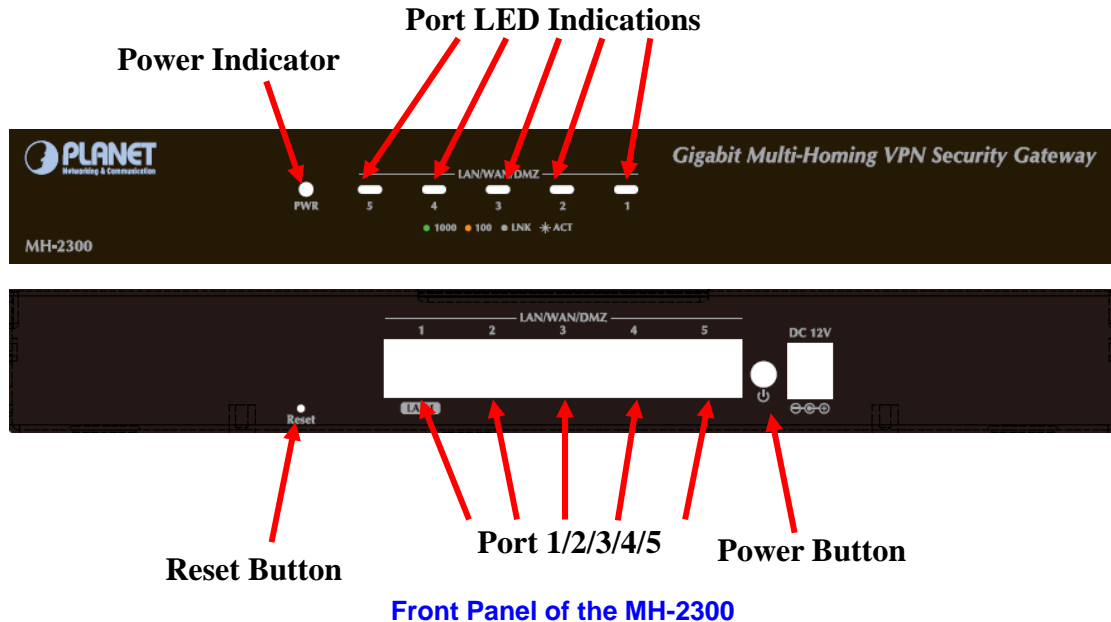 Port LED Indications
Power Indicator
PLANET
Networking & Communication
Gigabit Multi-Homing VPN Security Gateway
LAN/WAN/DMZ
PWR 5 4 3 2 1
1000 100 LNK ACT
MH-2300
LAN/WAN/DMZ
1 2 3 4 5
DC 12V
Reset
Port 1/2/3/4/5
Power Button
Reset Button
Front Panel of the MH-2300